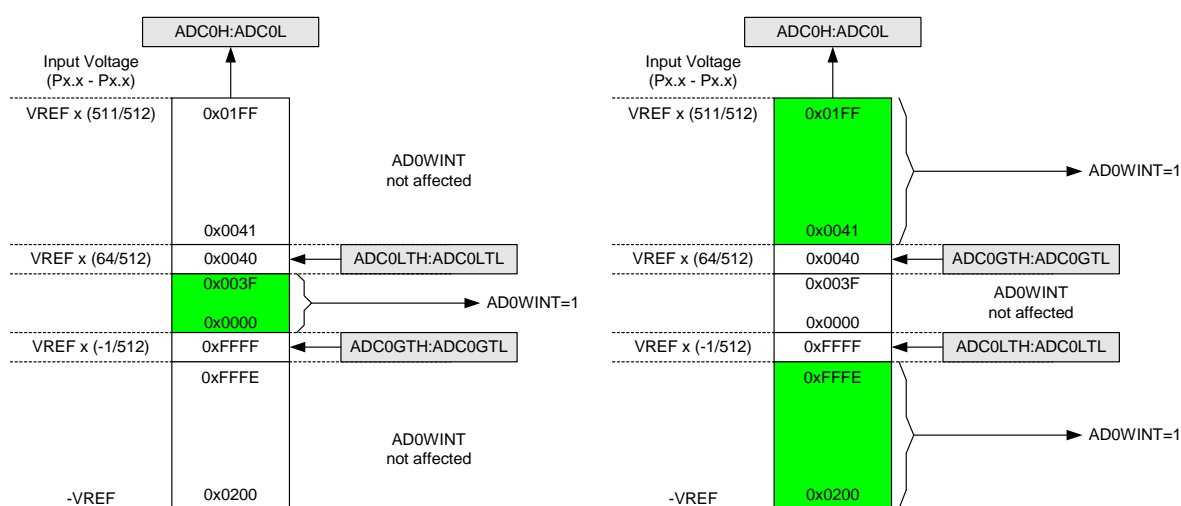 ADC0H:ADC0L
Input Voltage
(Px.x - Px.x)
VREF x (511/512)
0x01FF
AD0WINT
not affected
0x0041
VREF x (64/512)
0x0040
ADC0LTH:ADC0LTL
0x003F
AD0WINT=1
0x0000
VREF x (-1/512)
0xFFFF
ADC0GTH:ADC0GTL
0xFFFE
AD0WINT
not affected
-VREF
0x0200
ADC0H:ADC0L
Input Voltage
(Px.x - Px.x)
VREF x (511/512)
0x01FF
AD0WINT=1
0x0041
VREF x (64/512)
0x0040
ADC0GTH:ADC0GTL
0x003F
AD0WINT
not affected
0x0000
VREF x (-1/512)
0xFFFF
ADC0LTH:ADC0LTL
0xFFFE
AD0WINT=1
-VREF
0x0200